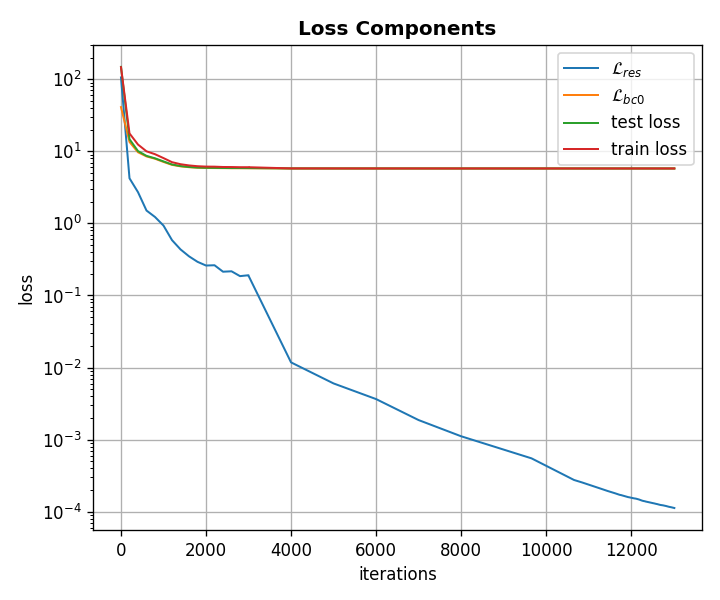 Loss Components
loss
10²
10¹
10⁰
10⁻¹
10⁻²
10⁻³
10⁻⁴
ℒ_res
ℒ_bc0
test loss
train loss
0 2000 4000 6000 8000 10000 12000
iterations